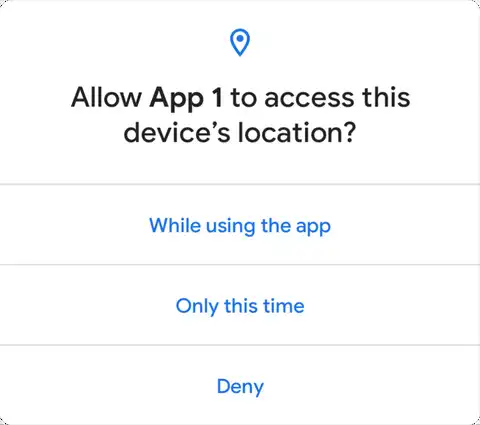 Allow App 1 to access this
device’s location?
While using the app
Only this time
Deny